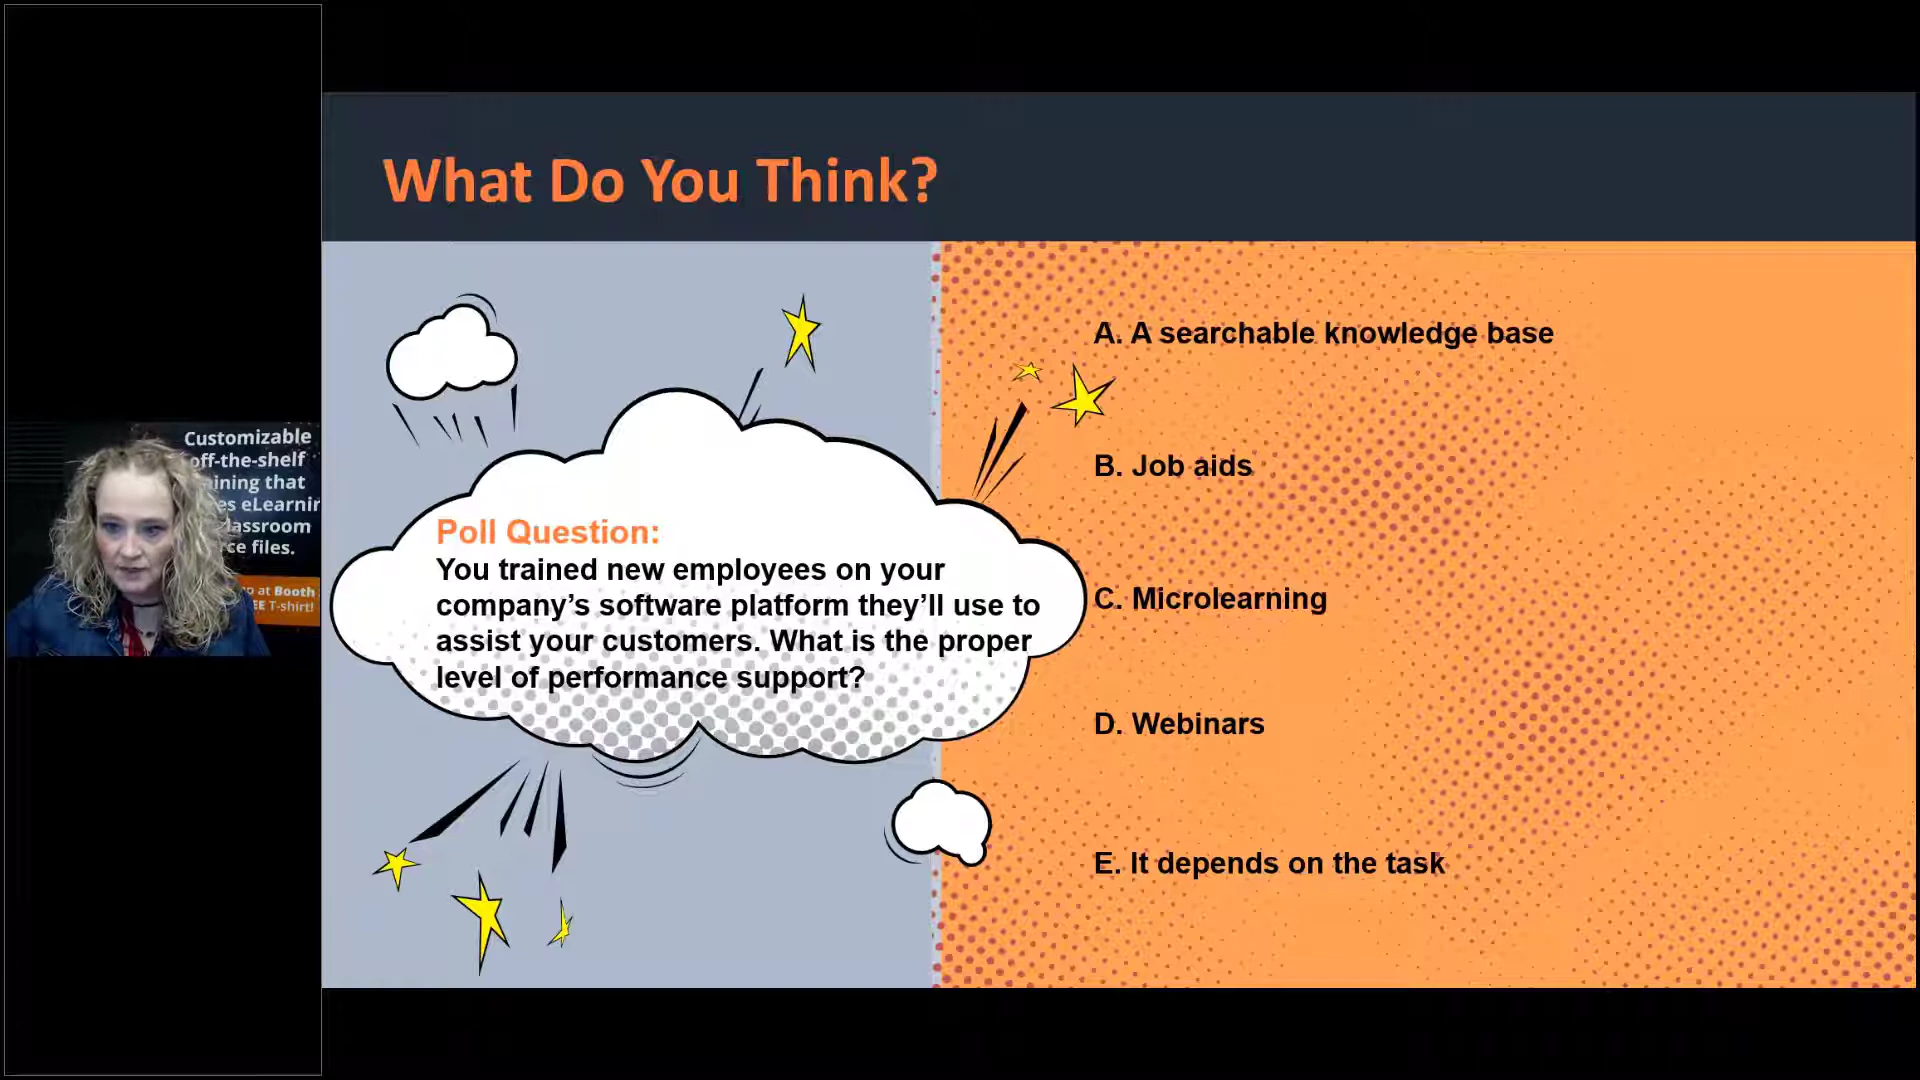 What Do You Think?
Poll Question:
You trained new employees on your
company’s software platform they’ll use to
assist your customers. What is the proper
level of performance support?
A. A searchable knowledge base
B. Job aids
C. Microlearning
D. Webinars
E. It depends on the task
Customizable
off-the-shelf
that
classroom
files.
at Booth
T-shirt!